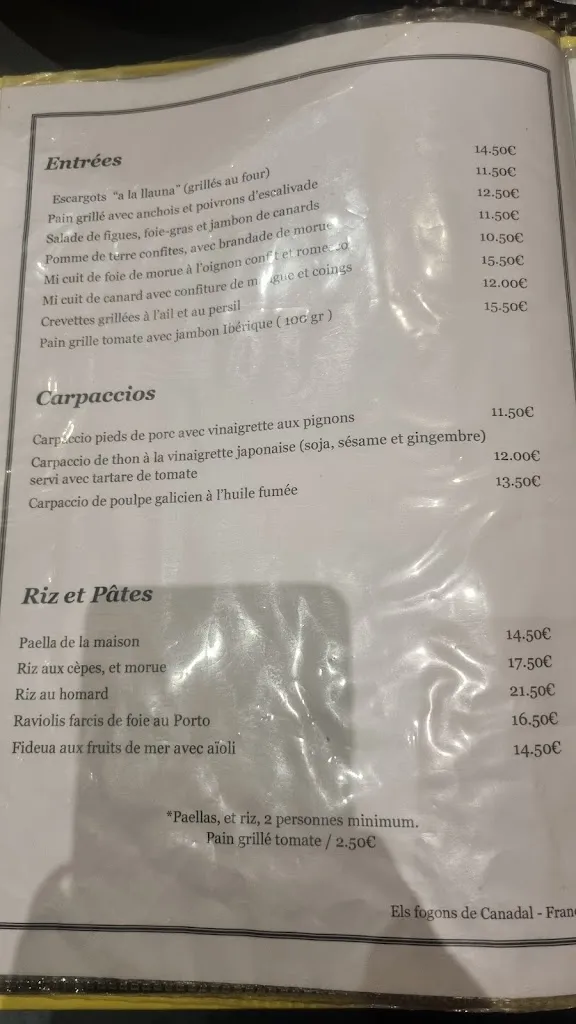 Entrées
Escargots "a la llauna" (grillés au four) 14.50€
Pain grillé avec anchois et poivrons d'escalivade 11.50€
Salade de figues, foie-gras et jambon de canards 12.50€
Pomme de terre confites, avec brandade de morue 11.50€
Mi cuit de foie de morue à l'oignon confit et 10.50€
Mi cuit de canard avec confiture de et coings 15.50€
Crevettes grillées à l'ail et au persil 12.00€
Pain grille tomate avec jambon Ibérique ( 100 gr ) 15.50€
Carpaccios
Carpaccio pieds de porc avec vinaigrette aux pignons 11.50€
Carpaccio de thon à la vinaigrette japonaise (soja, sésame et gingembre)
servi avec tartare de tomate 12.00€
Carpaccio de poulpe galicien à l'huile fumée 13.50€
Riz et Pâtes
Paella de la maison 14.50€
Riz aux cèpes, et morue 17.50€
Riz au homard 21.50€
Raviolis farcis de foie au Porto 16.50€
Fideua aux fruits de mer avec aïoli 14.50€
*Paellas, et riz, 2 personnes minimum.
Pain grillé tomate / 2.50€
Els fogons de Canadal -